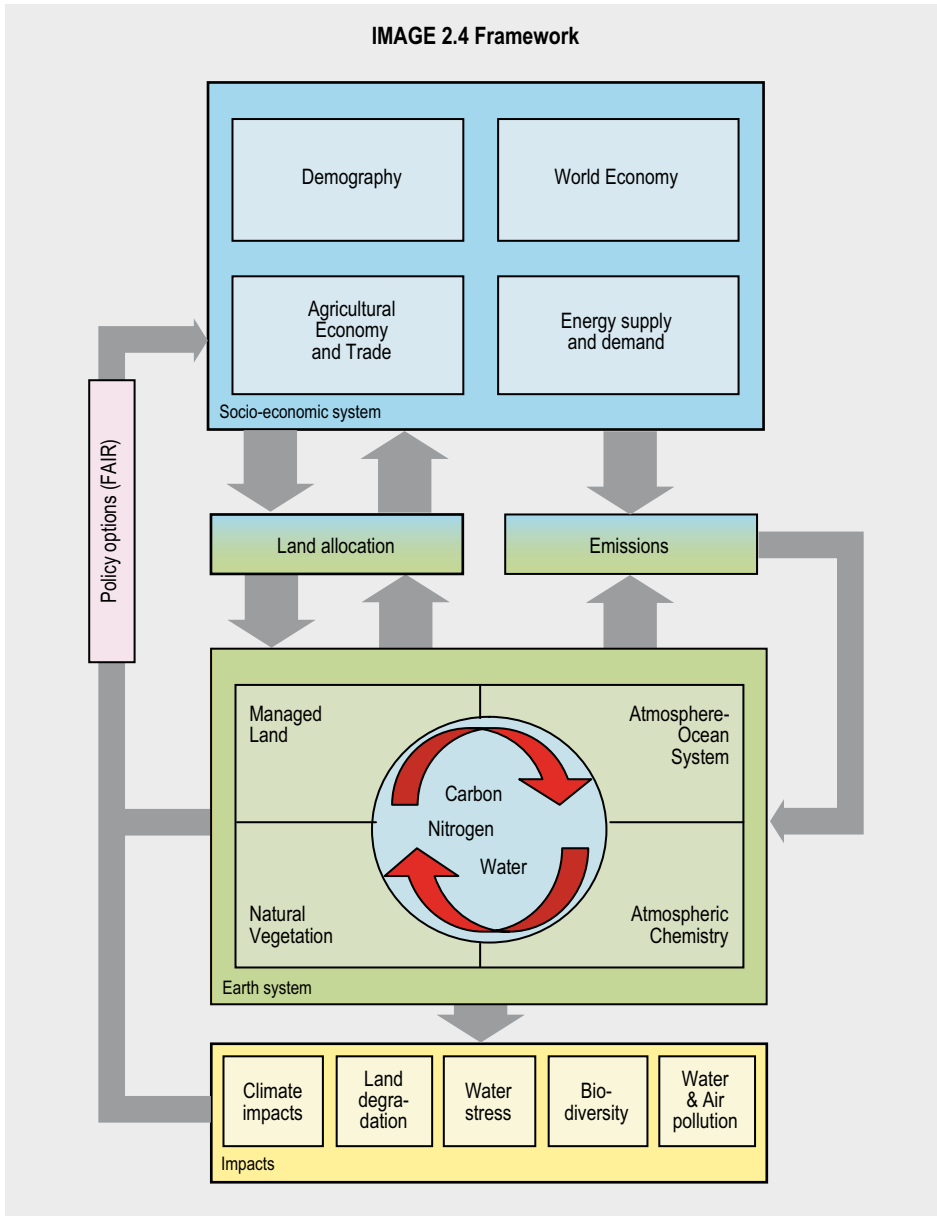 IMAGE 2.4 Framework
Demography
World Economy
Agricultural
Economy
and Trade
Energy supply
and demand
Socio-economic system
Policy options (FAIR)
Land allocation
Emissions
Managed
Land
Atmosphere-
Ocean
System
Carbon
Nitrogen
Water
Natural
Vegetation
Atmospheric
Chemistry
Earth system
Climate
impacts
Land
degra-
dation
Water
stress
Bio-
diversity
Water
& Air
pollution
Impacts